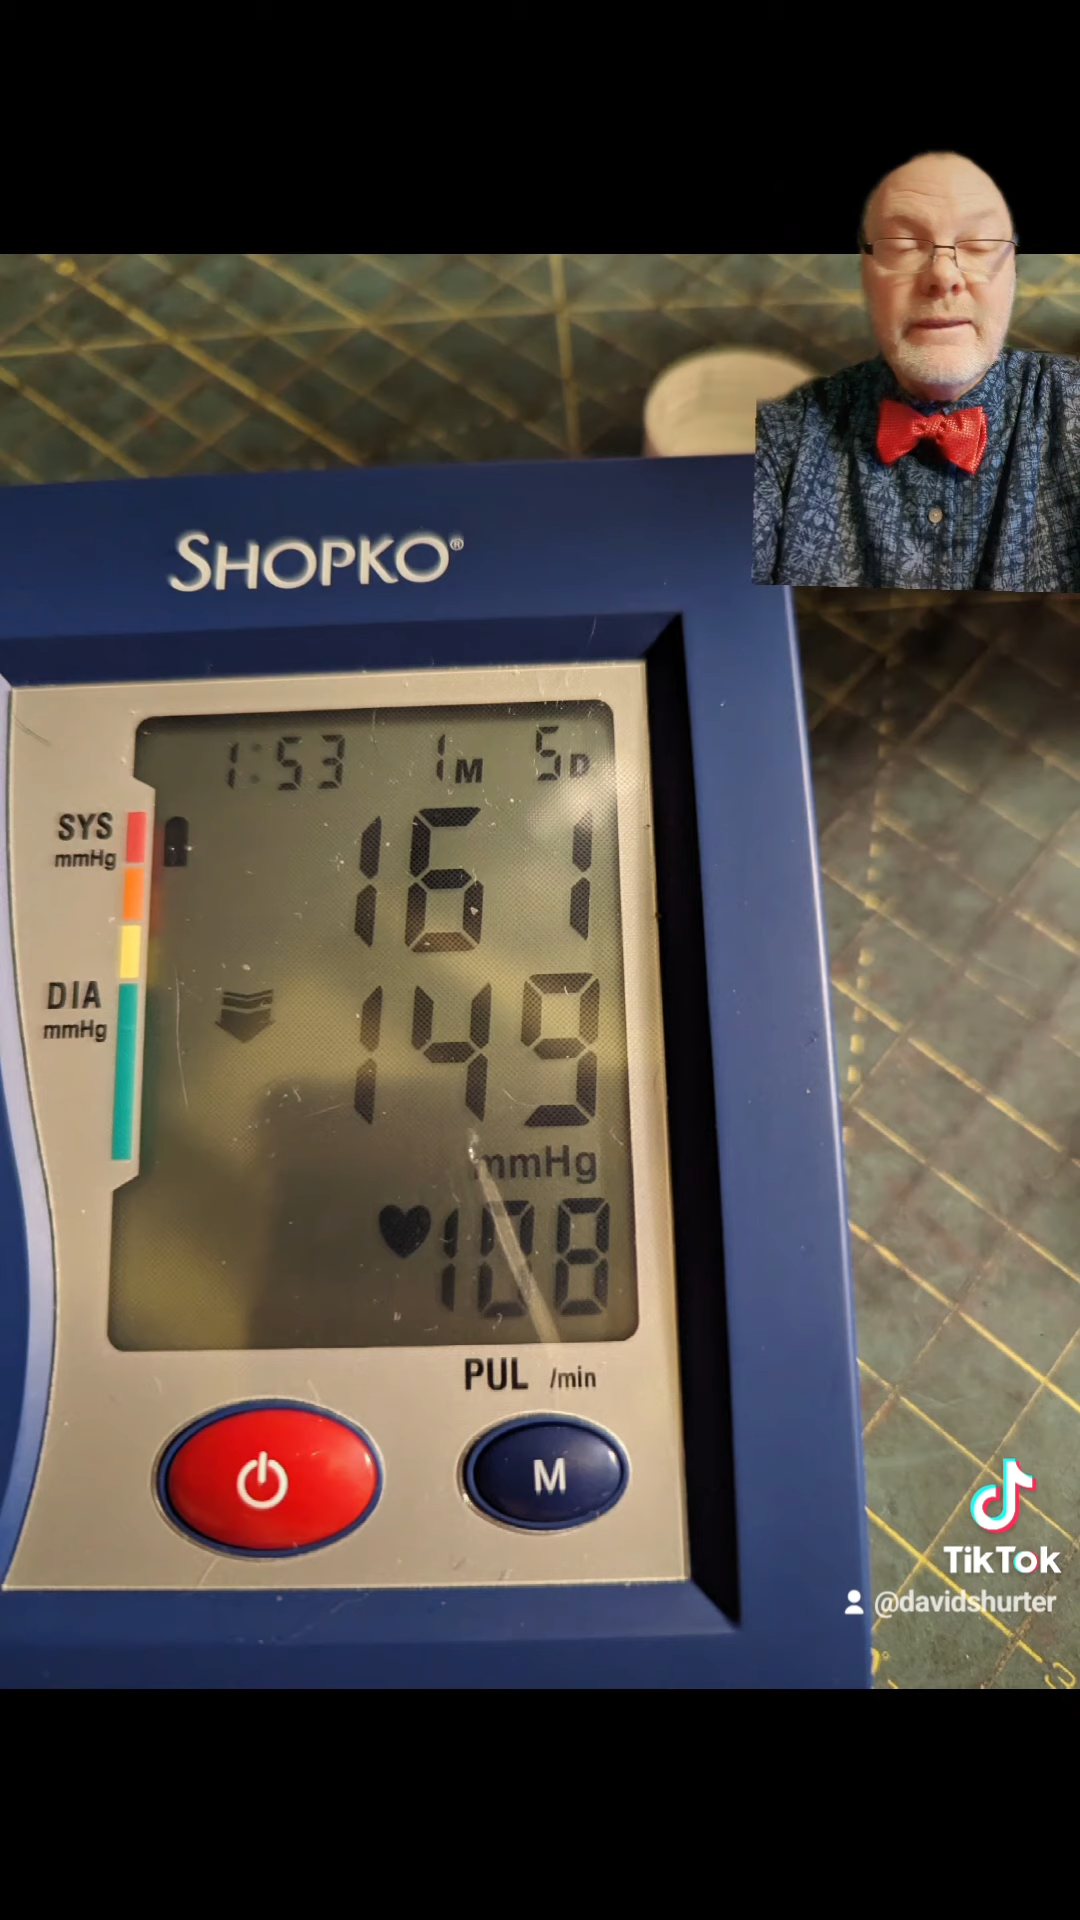 SHOPKO®
1:53 1M 5D
SYS
mmHg
161
DIA
mmHg
149
mmHg
108
PUL /min
M
TikTok
@davidshurter